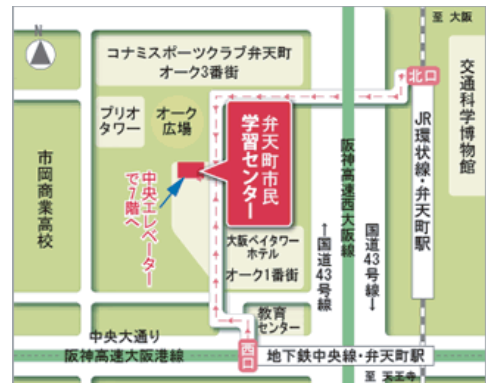 至 大阪
N
コナミスポーツクラブ弁天町
オーク3番街
北口
交通科学博物館
プリオ
タワー
オーク
広場
弁天町市民
学習センター
阪神高速西大阪線
JR環状線・弁天町駅
市岡商業高校
中央エレベーター
で7階へ
大阪ベイタワー
ホテル
オーク1番街
↑国道43号線
国道43号線↓
教育
センター
中央大通り
阪神高速大阪港線
西口
地下鉄中央線・弁天町駅
至 天王寺